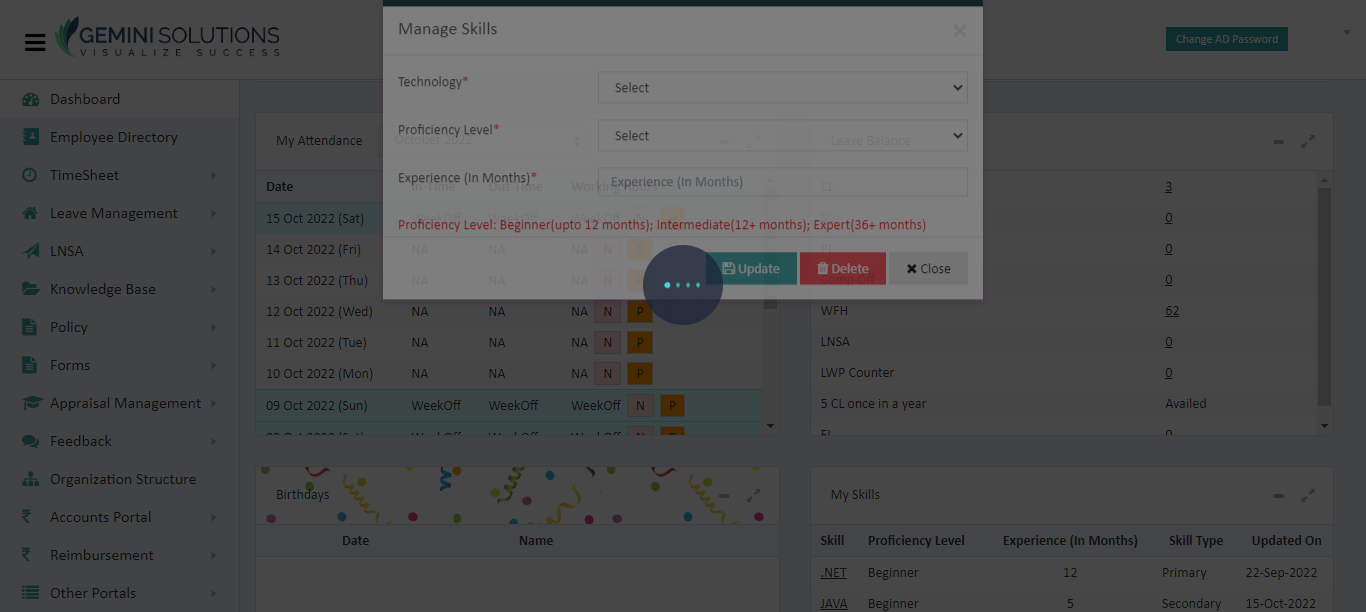 GEMINI SOLUTIONS
VISUALIZE SUCCESS
Change AD Password
Manage Skills
Technology*
Select
Proficiency Level*
Select
Experience (In Months)*
Experience (In Months)
Proficiency Level: Beginner(upto 12 months); Intermediate(12+ months); Expert(36+ months)
Update
Delete
Close
Dashboard
Employee Directory
TimeSheet
Leave Management
LNSA
Knowledge Base
Policy
Forms
Appraisal Management
Feedback
Organization Structure
Accounts Portal
Reimbursement
Other Portals
My Attendance
October 2022
Date In-Time Out-Time Working Hours
15 Oct 2022 (Sat) WeekOff WeekOff WeekOff N
14 Oct 2022 (Fri) NA NA NA N P
13 Oct 2022 (Thu) NA NA NA N
12 Oct 2022 (Wed) NA NA NA N P
11 Oct 2022 (Tue) NA NA NA N P
10 Oct 2022 (Mon) NA NA NA N P
09 Oct 2022 (Sun) WeekOff WeekOff WeekOff N P
Leave Balance
CL 3
0
PL 0
Comp Off 0
WFH 62
LNSA 0
LWP Counter 0
5 CL once in a year Availed
EL 0
Birthdays
Date Name
My Skills
Skill Proficiency Level Experience (In Months) Skill Type Updated On
.NET Beginner 12 Primary 22-Sep-2022
JAVA Beginner 5 Secondary 15-Oct-2022